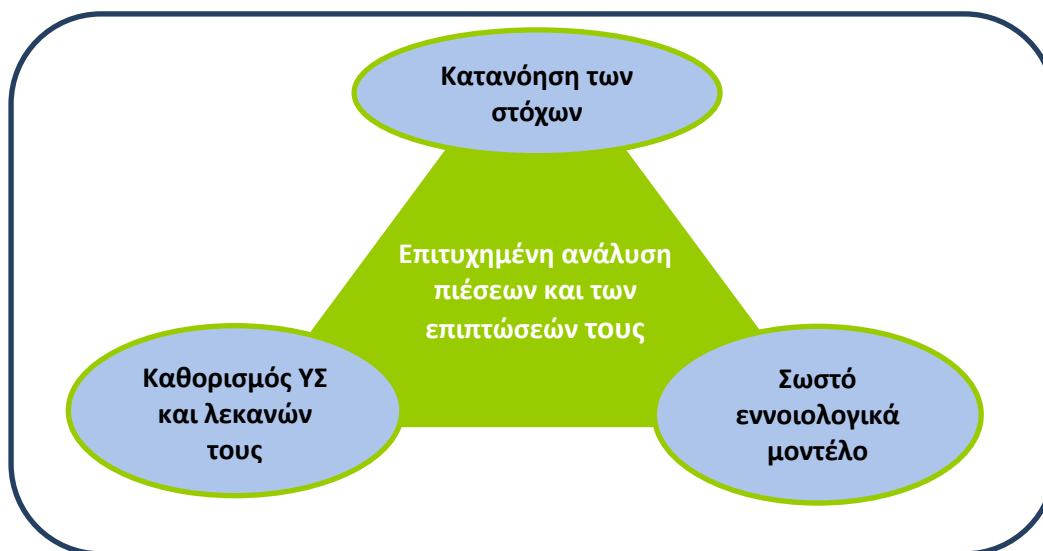 Κατανόηση των
στόχων
Επιτυχημένη ανάλυση
πιέσεων και των
επιπτώσεών τους
Καθορισμός ΥΣ
και λεκανών
τους
Σωστό
εννοιολογικά
μοντέλο